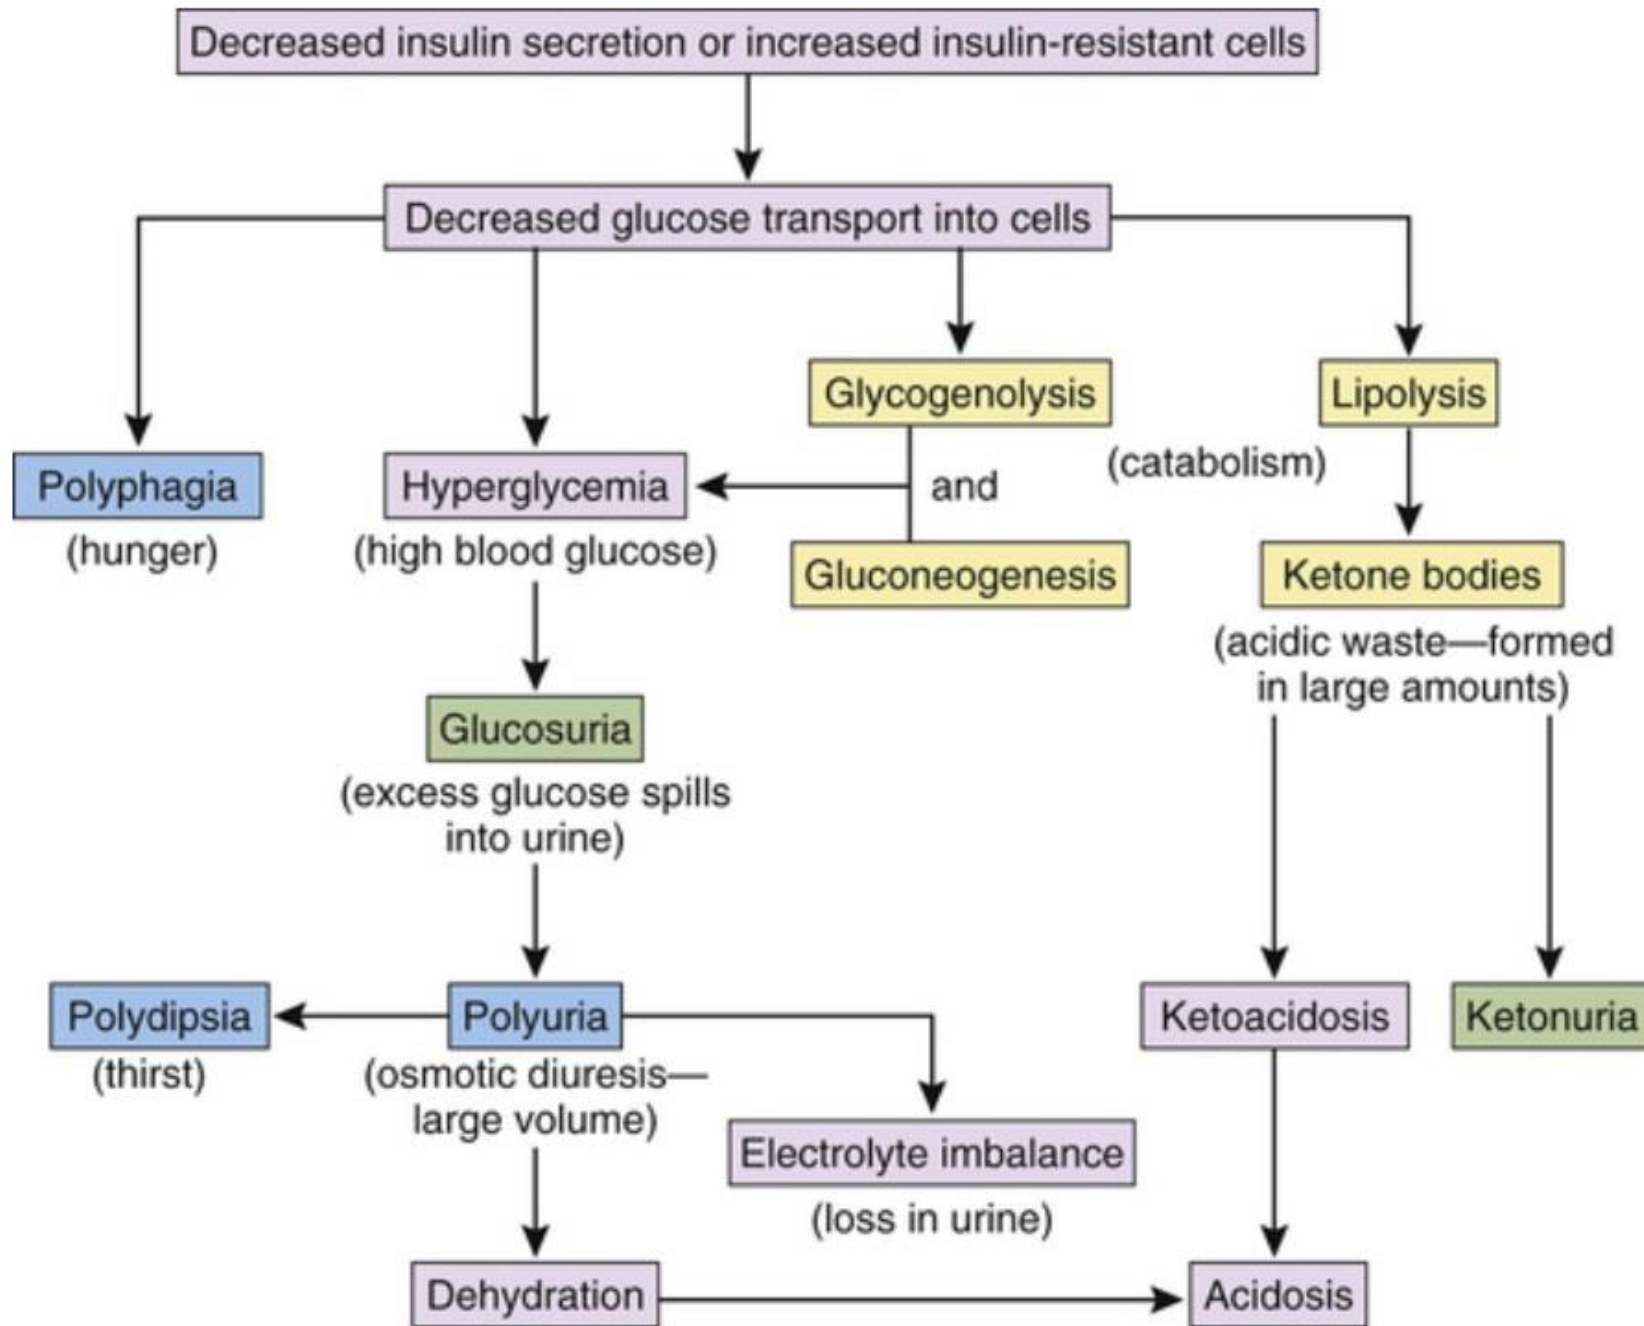 Decreased insulin secretion or increased insulin-resistant cells
Decreased glucose transport into cells
Glycogenolysis
Lipolysis
(catabolism)
Polyphagia
(hunger)
Hyperglycemia
(high blood glucose)
and
Gluconeogenesis
Ketone bodies
(acidic waste—formed
in large amounts)
Glucosuria
(excess glucose spills
into urine)
Polydipsia
(thirst)
Polyuria
(osmotic diuresis—
large volume)
Ketoacidosis
Ketonuria
Electrolyte imbalance
(loss in urine)
Dehydration
Acidosis